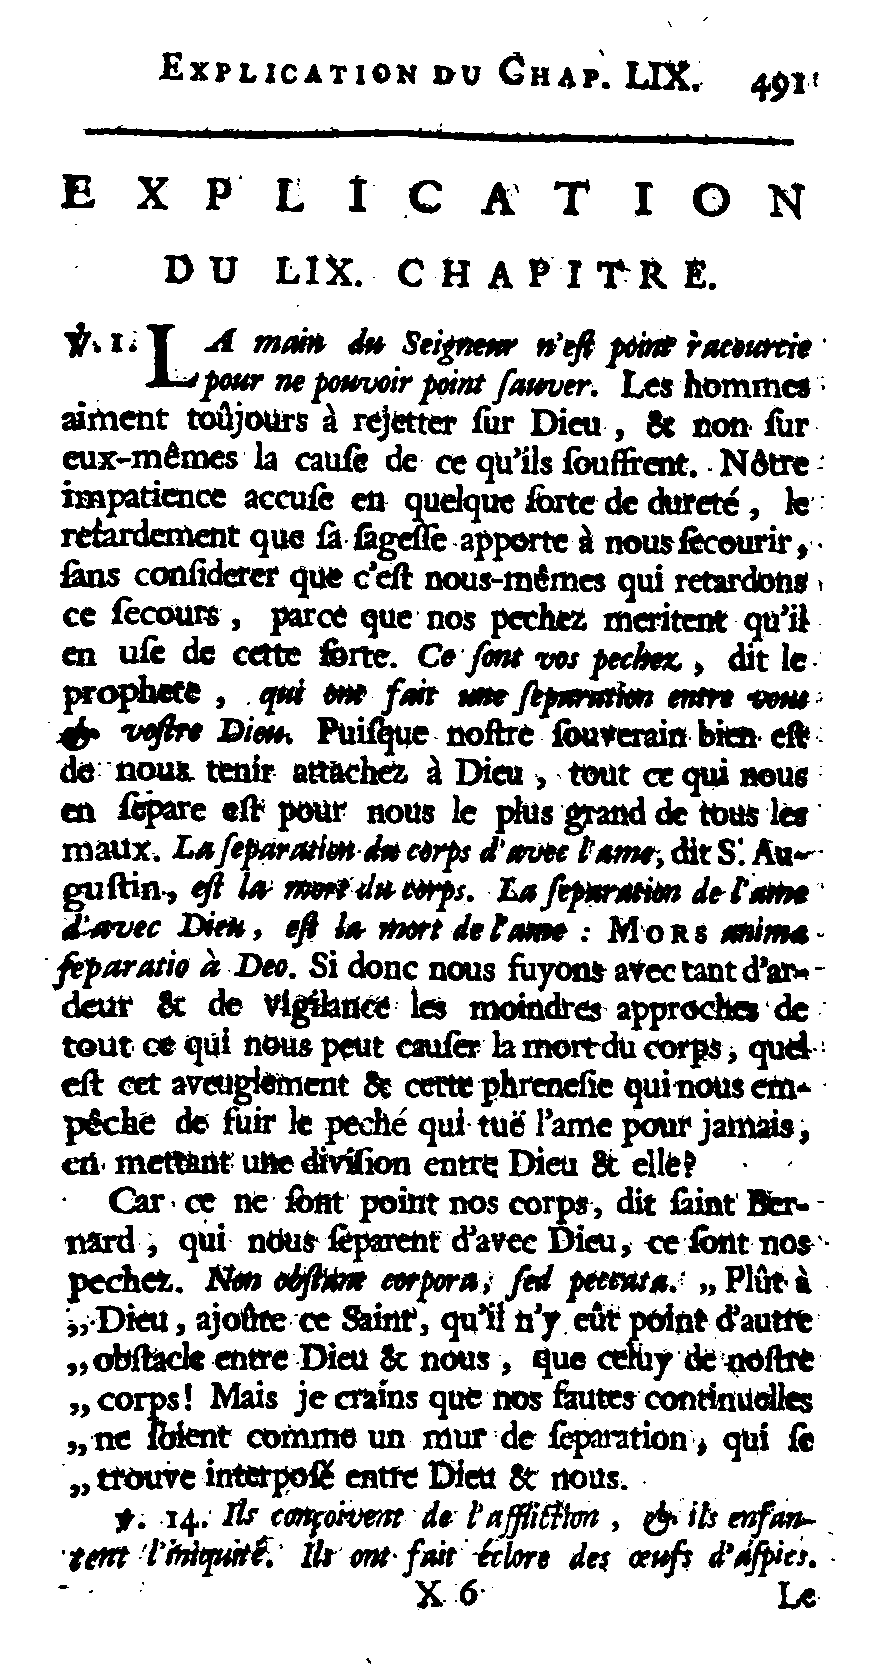 EXPLICATION DU CHAP. LIX. 491
EXPLICATION
DU LIX. CHAPITRE.
℣. 1. LA main du Seigneur n'eſt point racourcie
pour ne pouvoir point ſauver. Les hommes
aiment toûjours à rejetter ſur Dieu, & non ſur
eux-mêmes la cauſe de ce qu'ils ſouffrent. Nôtre
impatience accuſe en quelque ſorte de dureté, le
retardement que ſa ſageſſe apporte à nous ſecourir,
ſans conſiderer que c'eſt nous-mêmes qui retardons
ce ſecours, parce que nos pechez meritent qu'il
en uſe de cette ſorte. Ce ſont vos pechez, dit le
prophete, qui ont fait une ſeparation entre vous
& voſtre Dieu. Puiſque noſtre ſouverain bien eſt
de nous tenir attachez à Dieu, tout ce qui nous
en ſépare eſt pour nous le plus grand de tous les
maux. La ſeparation du corps d'avec l'ame, dit S. Au-
guſtin, eſt la mort du corps. La ſeparation de l'ame
d'avec Dieu, eſt la mort de l'ame : MORS animæ
ſeparatio à Deo. Si donc nous fuyons avec tant d'ar-
deur & de vigilance les moindres approches de
tout ce qui nous peut cauſer la mort du corps, quel
eſt cet aveuglement & cette phreneſie qui nous em-
pêche de fuir le peché qui tuë l'ame pour jamais,
en mettant une diviſion entre Dieu & elle?
Car ce ne ſont point nos corps, dit ſaint Ber-
nard, qui nous ſeparent d'avec Dieu, ce ſont nos
pechez. Non obſtant corpora, ſed peccata. „ Plût à
„ Dieu, ajoûte ce Saint, qu'il n'y eût point d'autre
„ obſtacle entre Dieu & nous, que celuy de noſtre
„ corps! Mais je crains que nos fautes continuelles
„ ne ſoient comme un mur de ſeparation, qui ſe
„ trouve interpoſé entre Dieu & nous.
℣. 14. Ils conçoivent de l'affliction, & ils enfan-
tent l'iniquité. Ils ont fait éclore des œufs d'aſpics.
X 6 Le